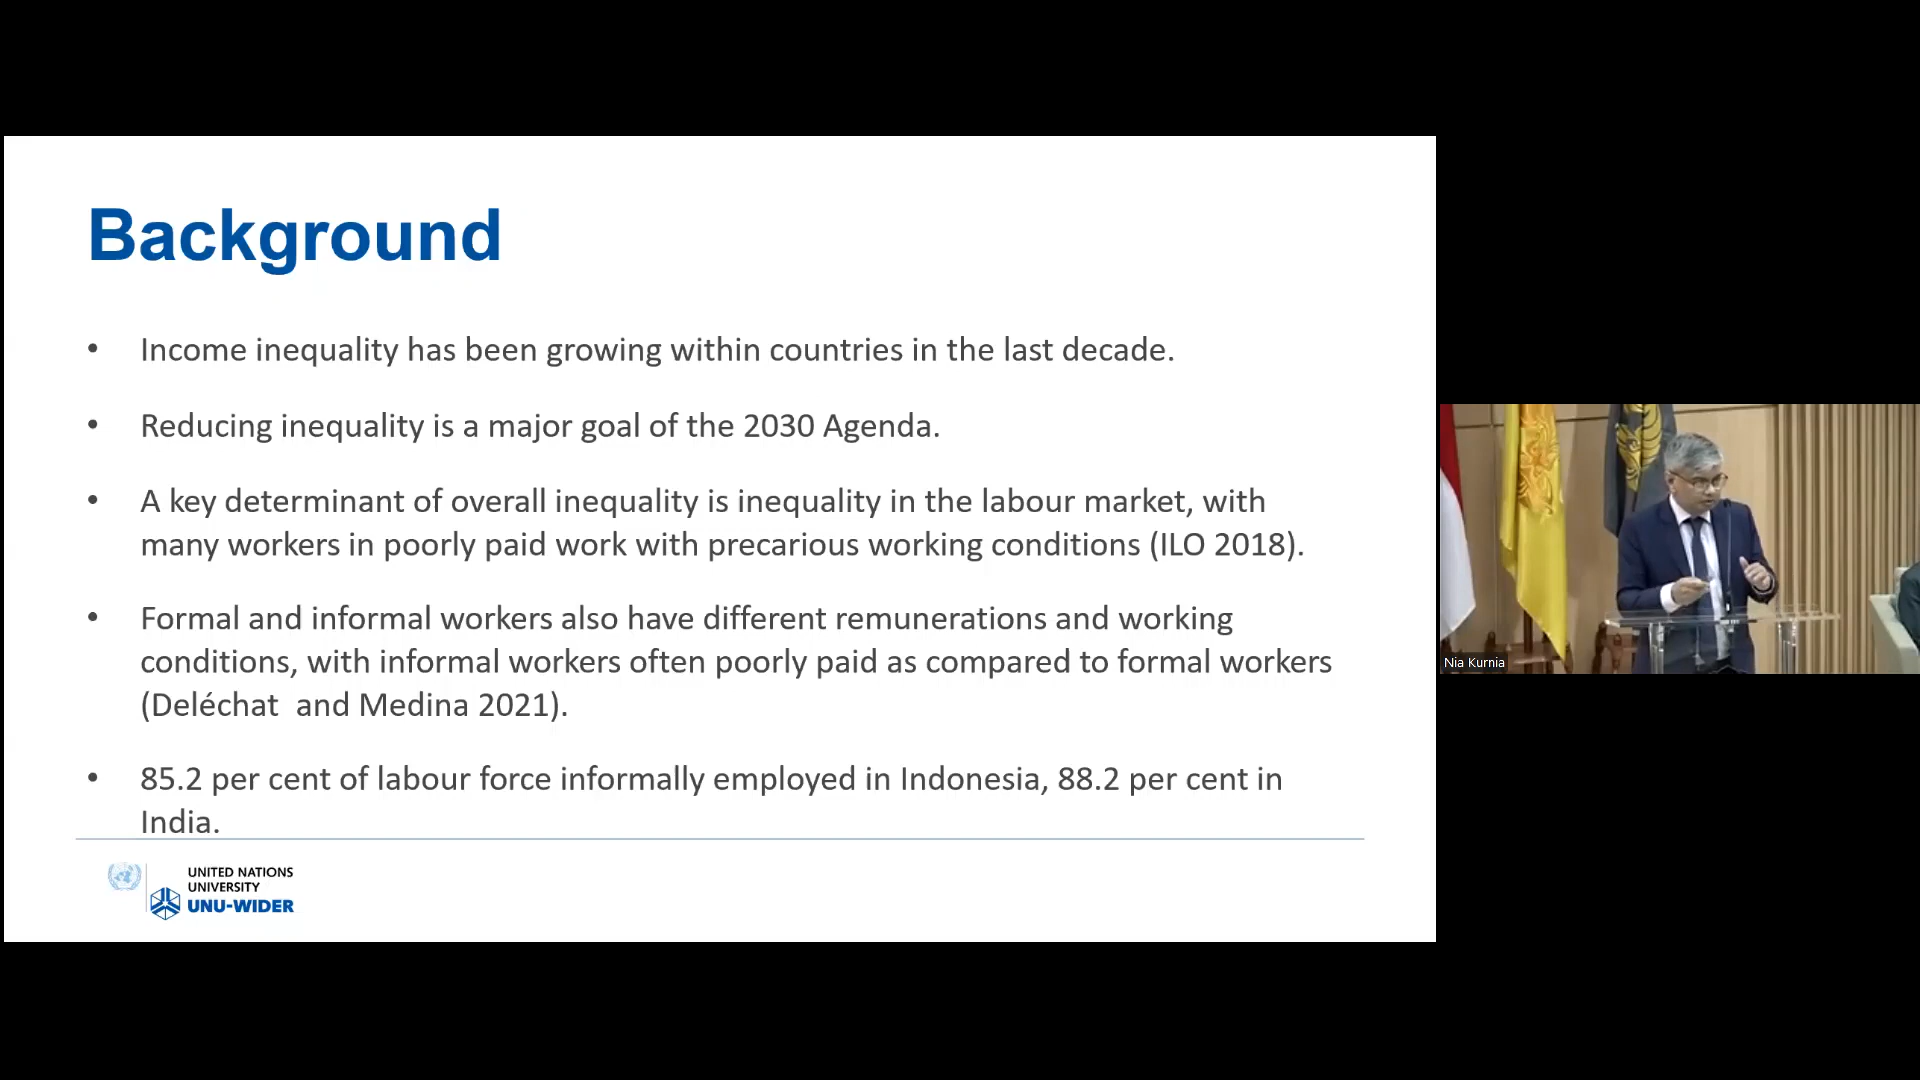 Background
• Income inequality has been growing within countries in the last decade.
• Reducing inequality is a major goal of the 2030 Agenda.
• A key determinant of overall inequality is inequality in the labour market, with
many workers in poorly paid work with precarious working conditions (ILO 2018).
• Formal and informal workers also have different remunerations and working
conditions, with informal workers often poorly paid as compared to formal workers
(Deléchat  and Medina 2021).
• 85.2 per cent of labour force informally employed in Indonesia, 88.2 per cent in
India.
UNITED NATIONS
UNIVERSITY
UNU-WIDER
Nia Kurnia